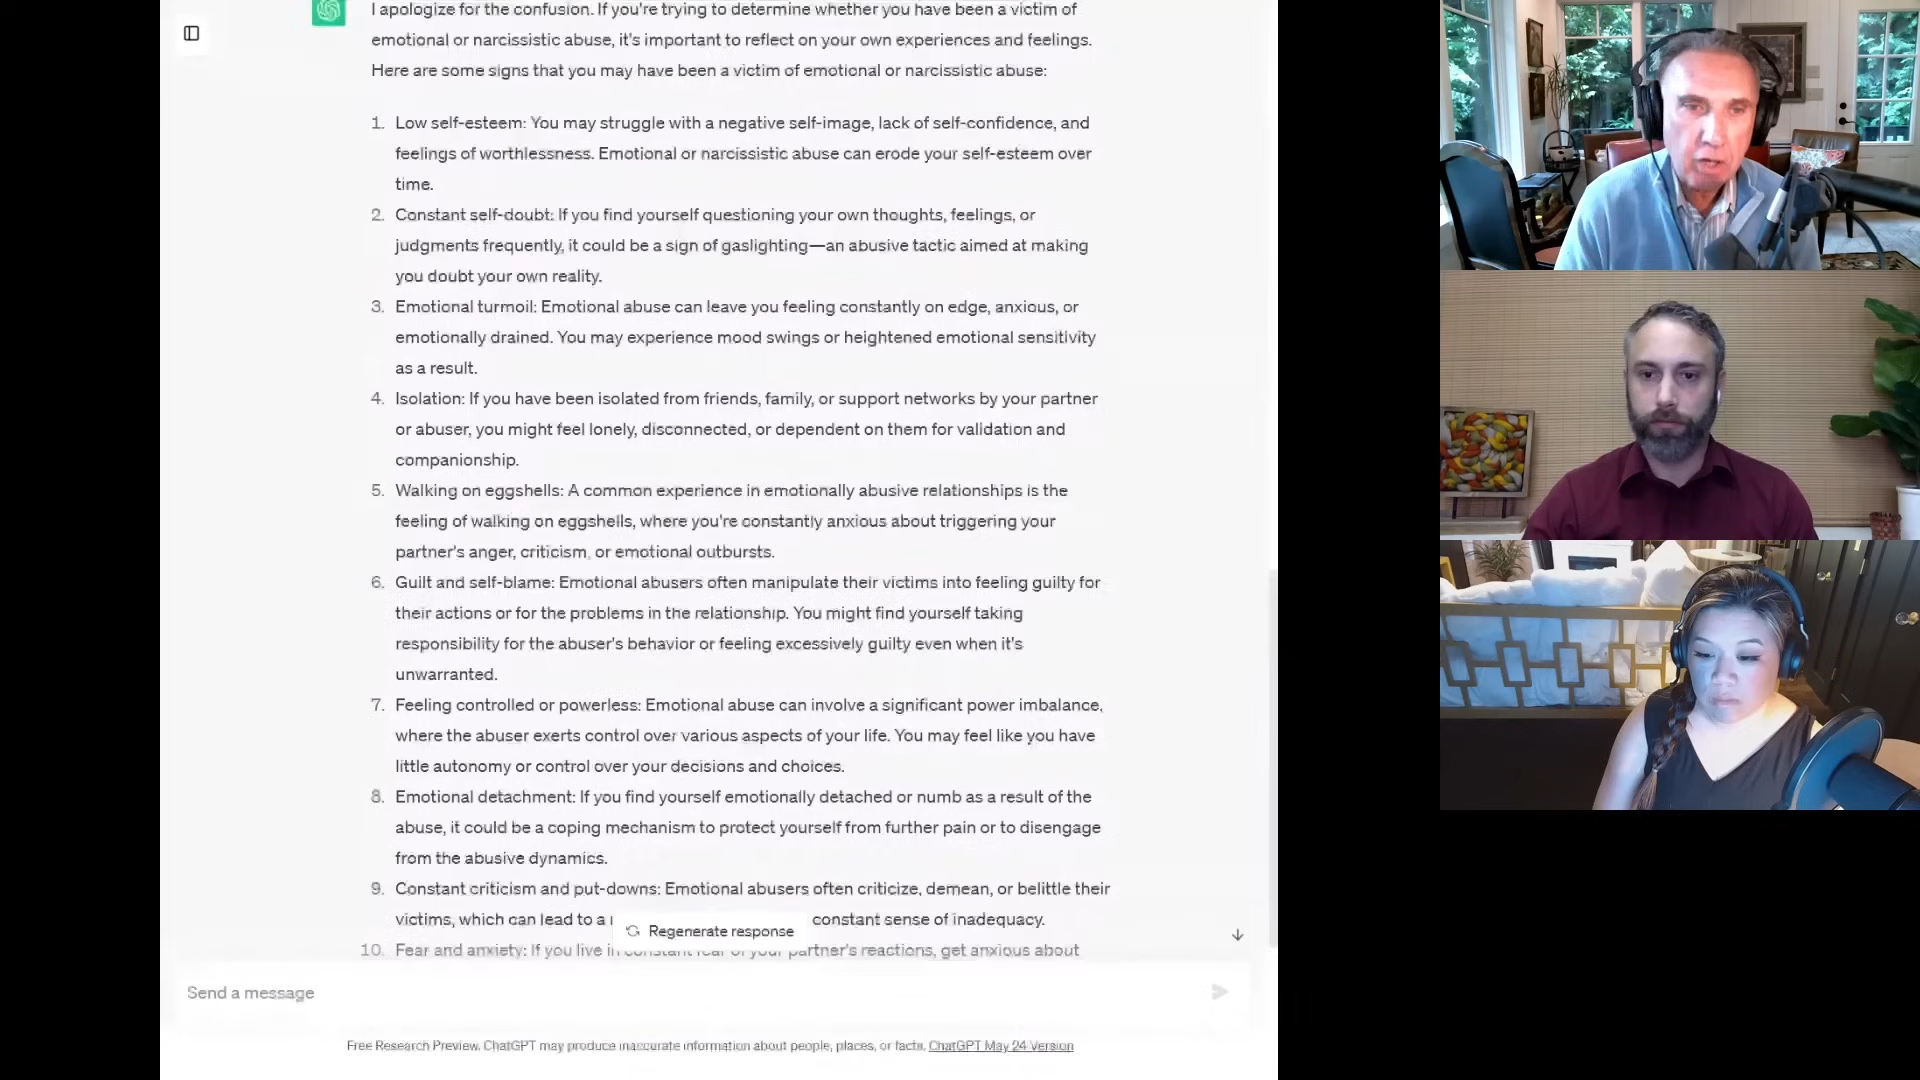 I apologize for the confusion. If you're trying to determine whether you have been a victim of
emotional or narcissistic abuse, it's important to reflect on your own experiences and feelings.
Here are some signs that you may have been a victim of emotional or narcissistic abuse:
1. Low self-esteem: You may struggle with a negative self-image, lack of self-confidence, and
feelings of worthlessness. Emotional or narcissistic abuse can erode your self-esteem over
time.
2. Constant self-doubt: If you find yourself questioning your own thoughts, feelings, or
judgments frequently, it could be a sign of gaslighting—an abusive tactic aimed at making
you doubt your own reality.
3. Emotional turmoil: Emotional abuse can leave you feeling constantly on edge, anxious, or
emotionally drained. You may experience mood swings or heightened emotional sensitivity
as a result.
4. Isolation: If you have been isolated from friends, family, or support networks by your partner
or abuser, you might feel lonely, disconnected, or dependent on them for validation and
companionship.
5. Walking on eggshells: A common experience in emotionally abusive relationships is the
feeling of walking on eggshells, where you're constantly anxious about triggering your
partner's anger, criticism, or emotional outbursts.
6. Guilt and self-blame: Emotional abusers often manipulate their victims into feeling guilty for
their actions or for the problems in the relationship. You might find yourself taking
responsibility for the abuser's behavior or feeling excessively guilty even when it's
unwarranted.
7. Feeling controlled or powerless: Emotional abuse can involve a significant power imbalance,
where the abuser exerts control over various aspects of your life. You may feel like you have
little autonomy or control over your decisions and choices.
8. Emotional detachment: If you find yourself emotionally detached or numb as a result of the
abuse, it could be a coping mechanism to protect yourself from further pain or to disengage
from the abusive dynamics.
9. Constant criticism and put-downs: Emotional abusers often criticize, demean, or belittle their
victims, which can lead to a constant sense of inadequacy.
Regenerate response
10. Fear and anxiety: If you live in constant fear of your partner's reactions, get anxious about
Send a message
Free Research Preview. ChatGPT may produce inaccurate information about people, places, or facts. ChatGPT May 24 Version